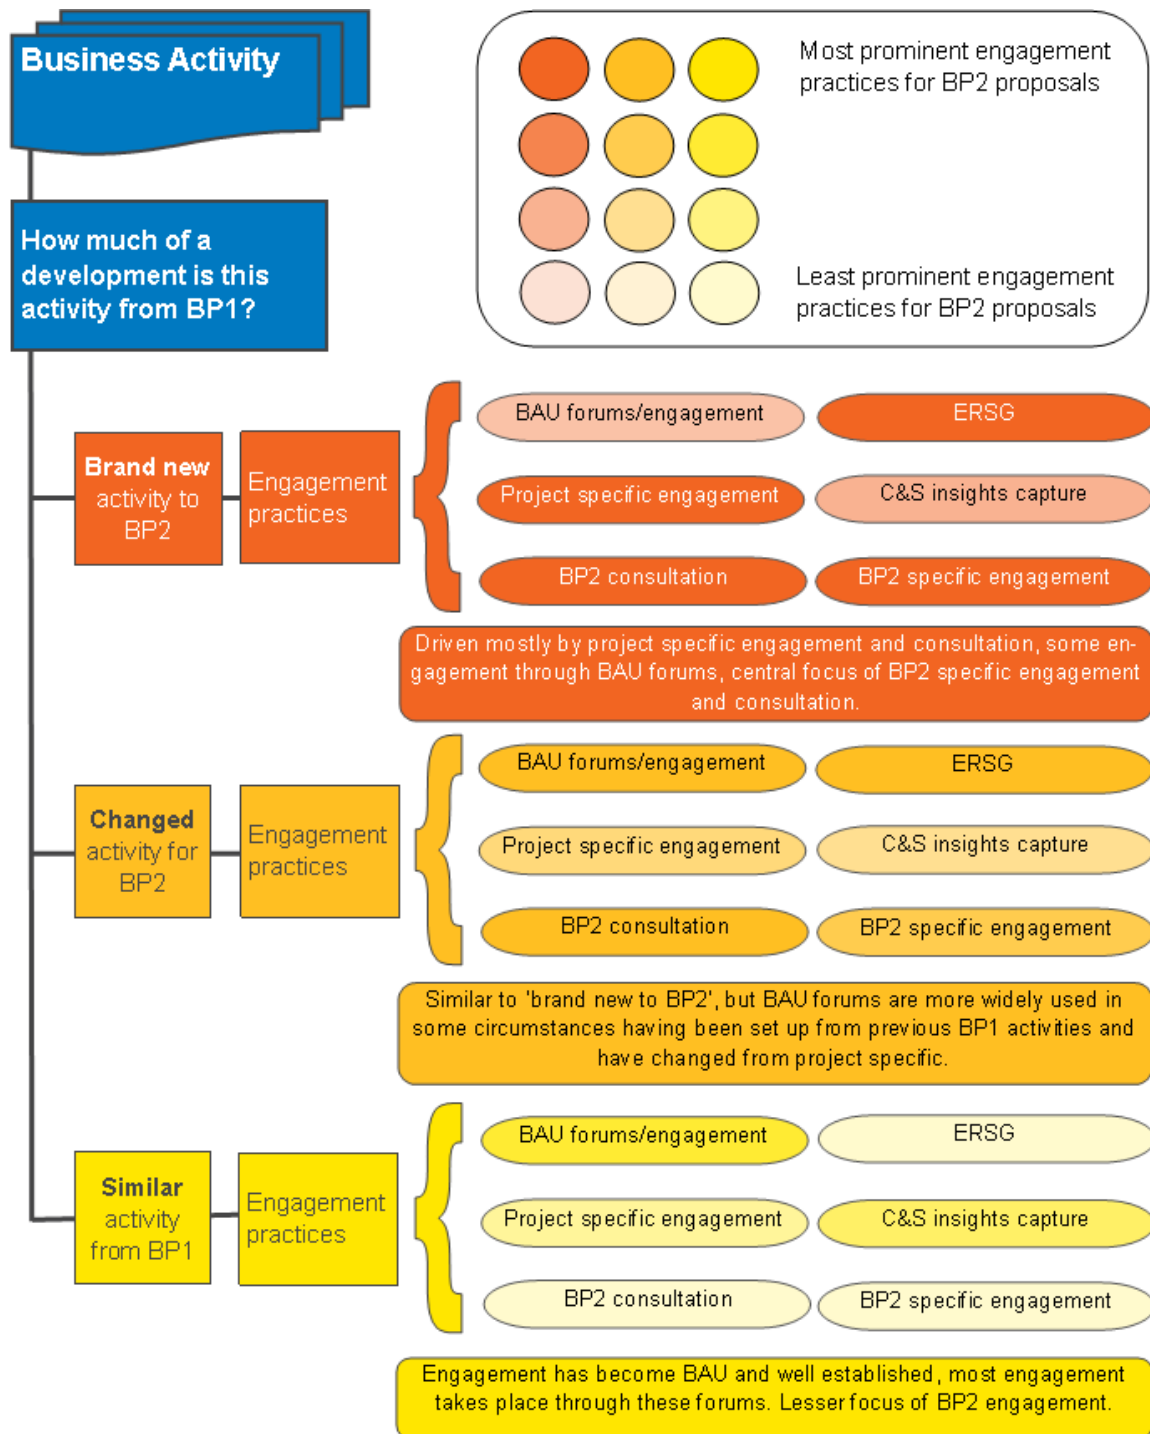 Business Activity
Most prominent engagement
practices for BP2 proposals
How much of a
development is this
activity from BP1?
Least prominent engagement
practices for BP2 proposals
Brand new
activity to
BP2
Engagement
practices
BAU forums/engagement
ERSG
Project specific engagement
C&S insights capture
BP2 consultation
BP2 specific engagement
Driven mostly by project specific engagement and consultation, some en-
gagement through BAU forums, central focus of BP2 specific engagement
and consultation.
Changed
activity for
BP2
Engagement
practices
BAU forums/engagement
ERSG
Project specific engagement
C&S insights capture
BP2 consultation
BP2 specific engagement
Similar to 'brand new to BP2', but BAU forums are more widely used in
some circumstances having been set up from previous BP1 activities and
have changed from project specific.
Similar
activity
from BP1
Engagement
practices
BAU forums/engagement
ERSG
Project specific engagement
C&S insights capture
BP2 consultation
BP2 specific engagement
Engagement has become BAU and well established, most engagement
takes place through these forums. Lesser focus of BP2 engagement.